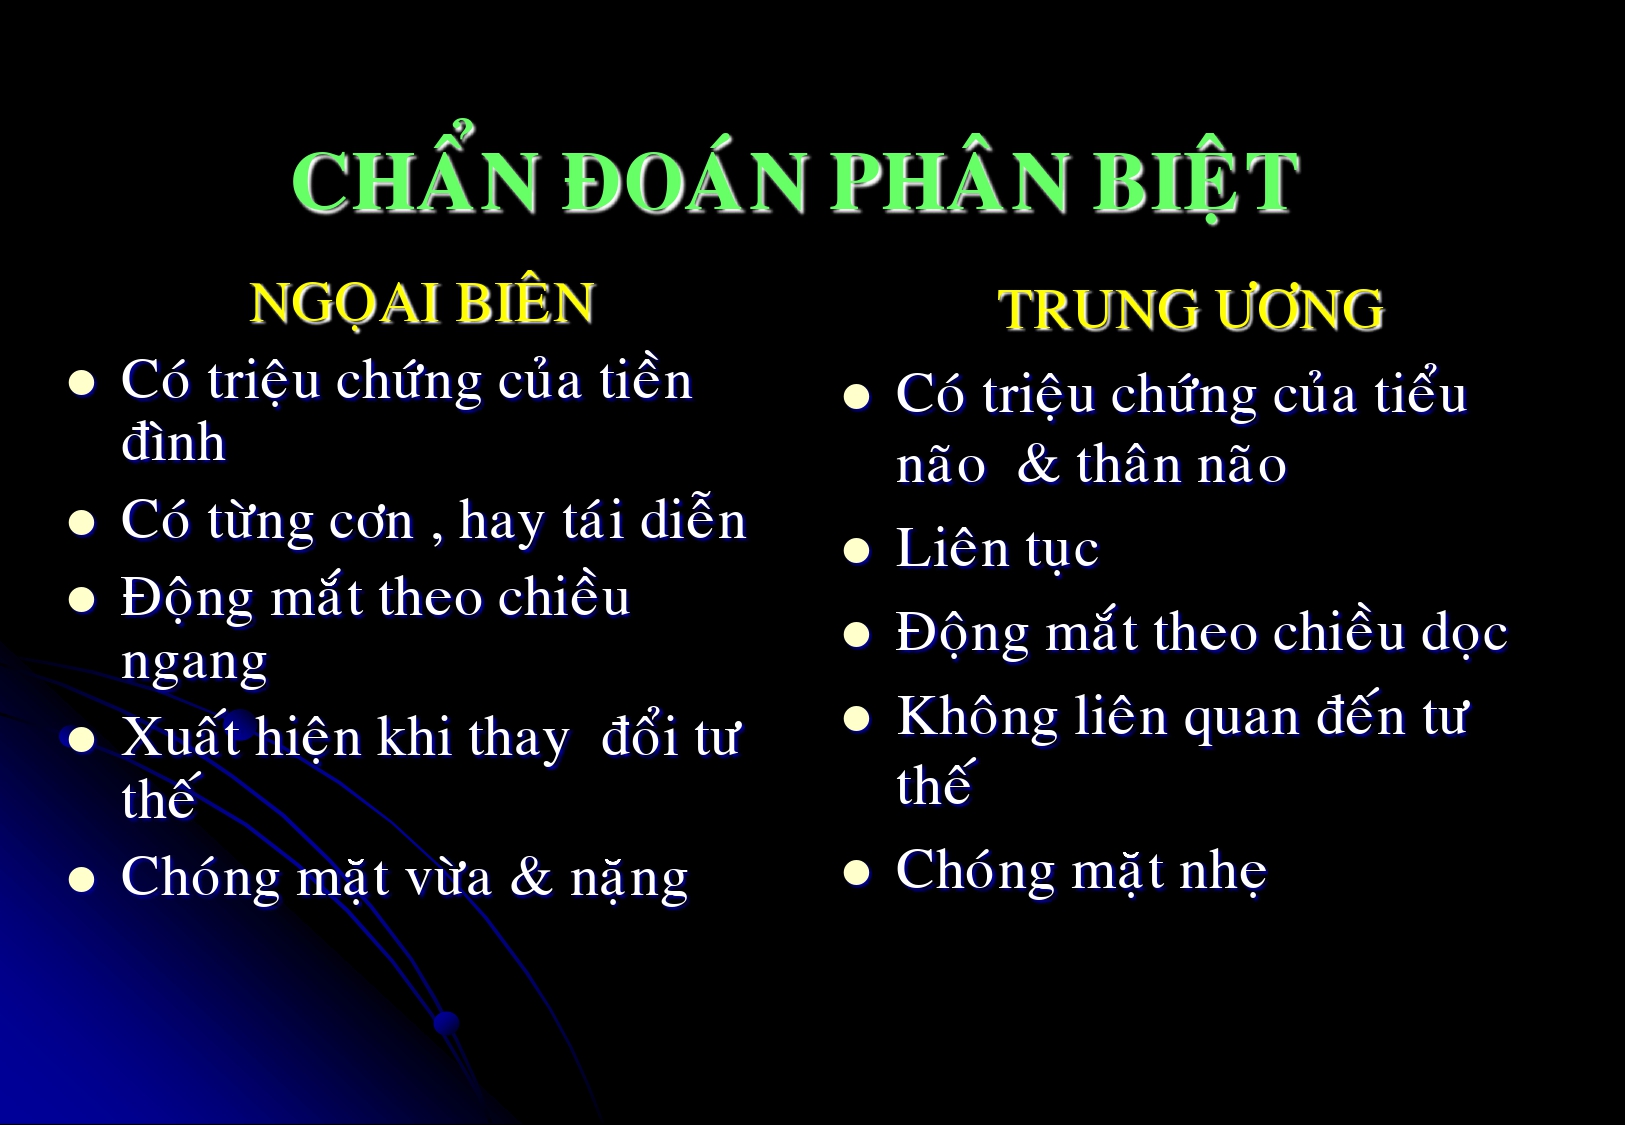 CHẨN ĐOÁN PHÂN BIỆT
NGỌAI BIÊN
● Có triệu chứng của tiền
đình
● Có từng cơn , hay tái diễn
● Động mắt theo chiều
ngang
● Xuất hiện khi thay đổi tư
thế
● Chóng mặt vừa & nặng
TRUNG ƯƠNG
● Có triệu chứng của tiểu
não & thân não
● Liên tục
● Động mắt theo chiều dọc
● Không liên quan đến tư
thế
● Chóng mặt nhẹ